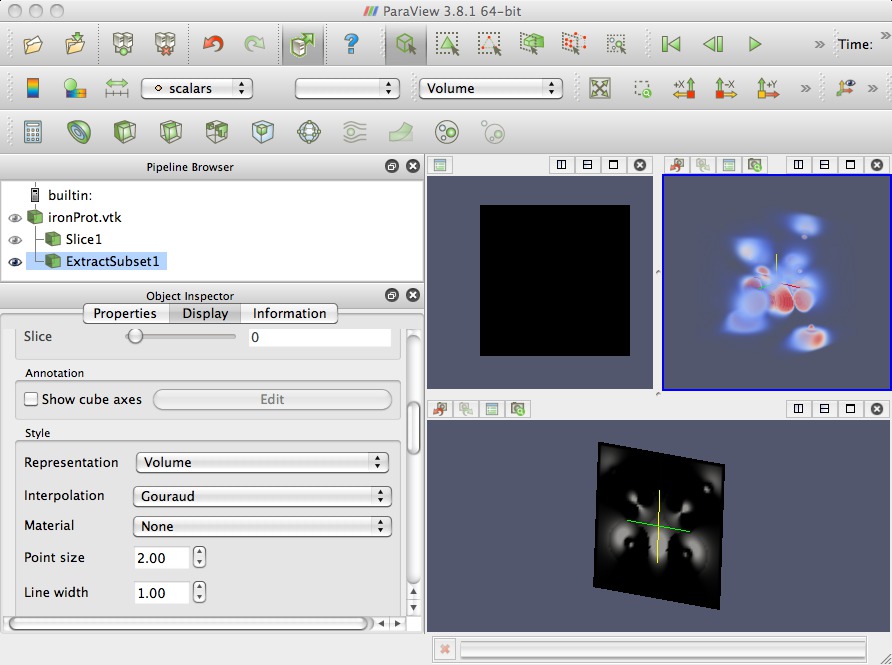 ParaView 3.8.1 64-bit
? Time:
scalars Volume +X -X +Y
Pipeline Browser
builtin:
ironProt.vtk
Slice1
ExtractSubset1
Object Inspector
Properties Display Information
Slice 0
Annotation
Show cube axes Edit
Style
Representation Volume
Interpolation Gouraud
Material None
Point size 2.00
Line width 1.00